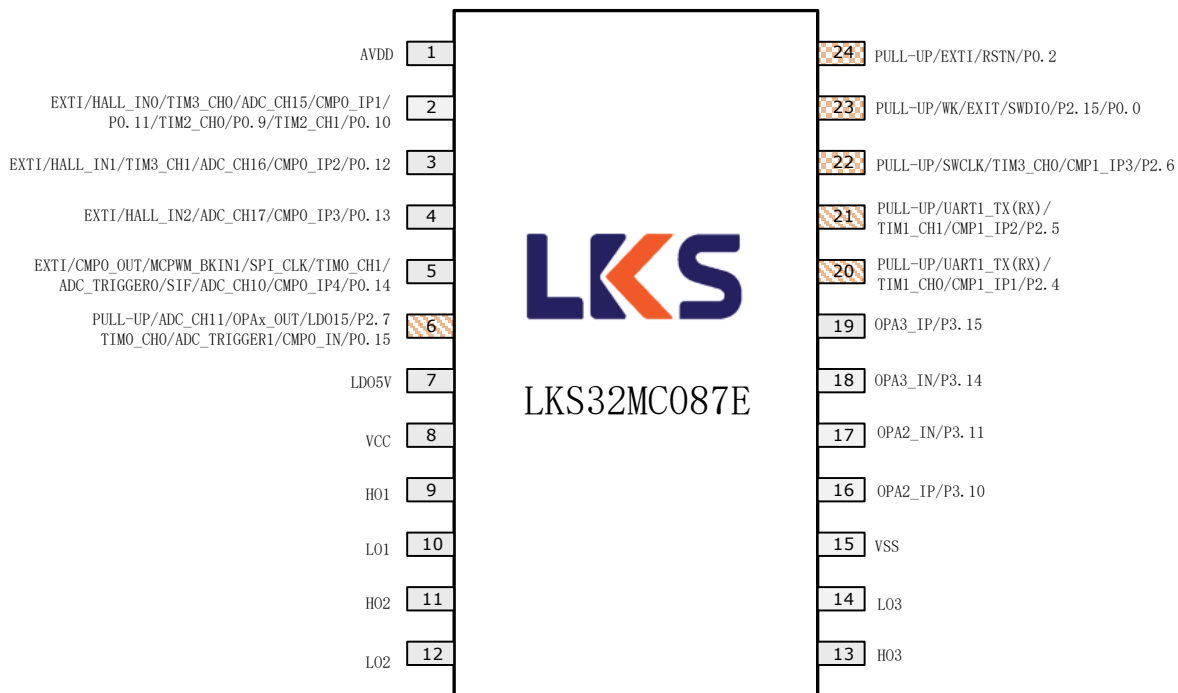 AVDD 1
EXTI/HALL_IN0/TIM3_CH0/ADC_CH15/CMP0_IP1/
P0.11/TIM2_CH0/P0.9/TIM2_CH1/P0.10
2
EXTI/HALL_IN1/TIM3_CH1/ADC_CH16/CMP0_IP2/P0.12 3
EXTI/HALL_IN2/ADC_CH17/CMP0_IP3/P0.13 4
EXTI/CMP0_OUT/MCPWM_BKIN1/SPI_CLK/TIM0_CH1/
ADC_TRIGGER0/SIF/ADC_CH10/CMP0_IP4/P0.14
5
PULL-UP/ADC_CH11/OPAx_OUT/LDO15/P2.7
TIM0_CH0/ADC_TRIGGER1/CMP0_IN/P0.15
6
LDO5V 7
VCC 8
HO1 9
LO1 10
HO2 11
LO2 12
LKS
LKS32MC087E
24 PULL-UP/EXTI/RSTN/P0.2
23 PULL-UP/WK/EXIT/SWDIO/P2.15/P0.0
22 PULL-UP/SWCLK/TIM3_CH0/CMP1_IP3/P2.6
21 PULL-UP/UART1_TX(RX)/
TIM1_CH1/CMP1_IP2/P2.5
20 PULL-UP/UART1_TX(RX)/
TIM1_CH0/CMP1_IP1/P2.4
19 OPA3_IP/P3.15
18 OPA3_IN/P3.14
17 OPA2_IN/P3.11
16 OPA2_IP/P3.10
15 VSS
14 LO3
13 HO3